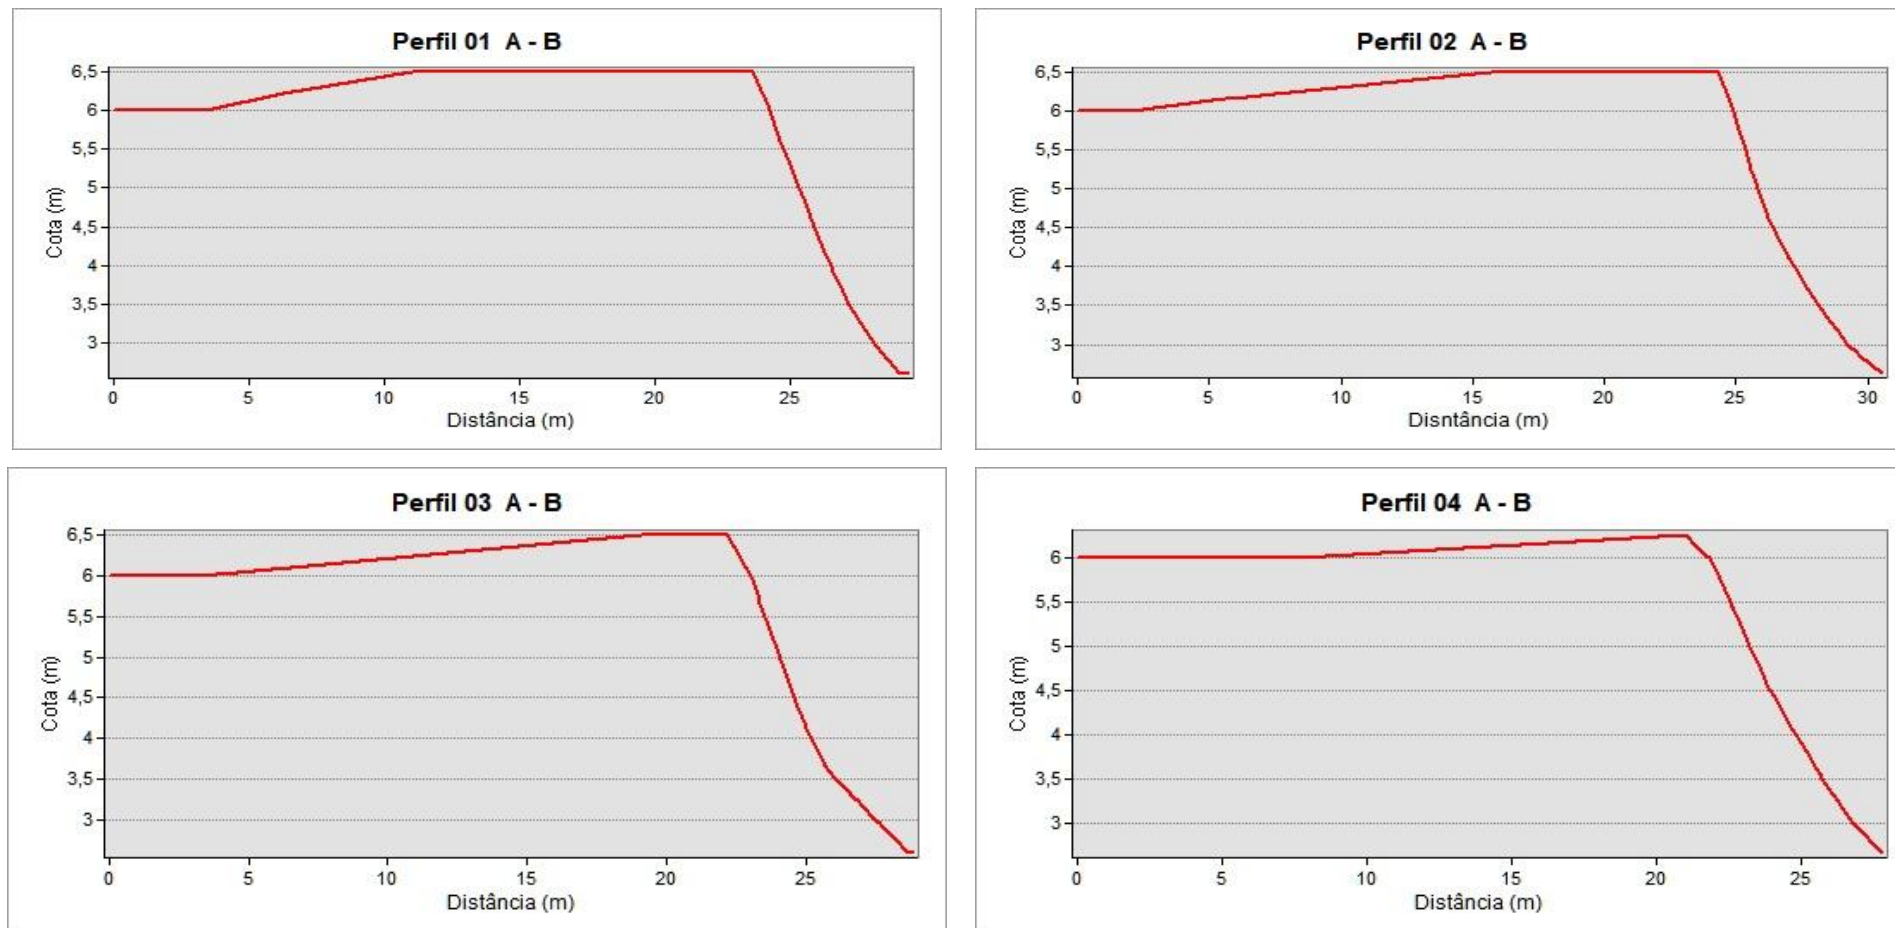 Perfil 01 A - B
6,5
6
5,5
5
4,5
4
3,5
3
Cota (m)
0 5 10 15 20 25
Distância (m)
Perfil 02 A - B
6,5
6
5,5
5
4,5
4
3,5
3
Cota (m)
0 5 10 15 20 25 30
Disntância (m)
Perfil 03 A - B
6,5
6
5,5
5
4,5
4
3,5
3
Cota (m)
0 5 10 15 20 25
Distância (m)
Perfil 04 A - B
6
5,5
5
4,5
4
3,5
3
Cota (m)
0 5 10 15 20 25
Distância (m)